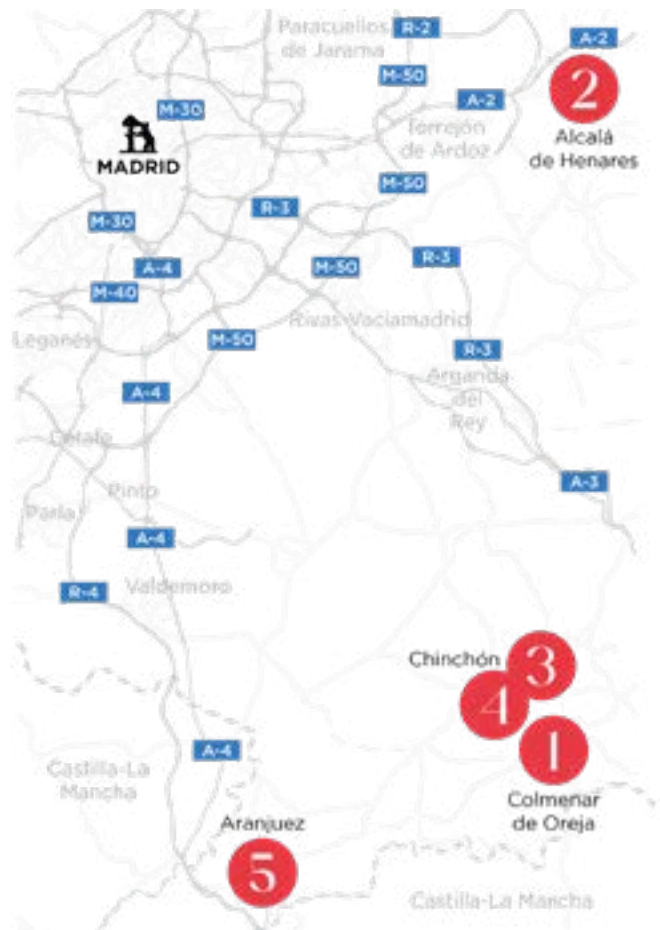 Paracuellos
de Jarama
R-2
A-2
M-50
2
A-2
M-30
Torrejón
de Ardoz
Alcalá
de Henares
MADRID
M-50
R-3
M-30
R-3
A-4
M-50
M-40
Rivas-Vaciamadrid
Leganés
M-50
R-3
Arganda
del
Rey
A-4
Getafe
A-3
Pinto
Parla
A-4
Valdemoro
R-4
Chinchón
3
4
1
A-4
Castilla-La
Mancha
Colmenar
de Oreja
Aranjuez
5
Castilla-La Mancha